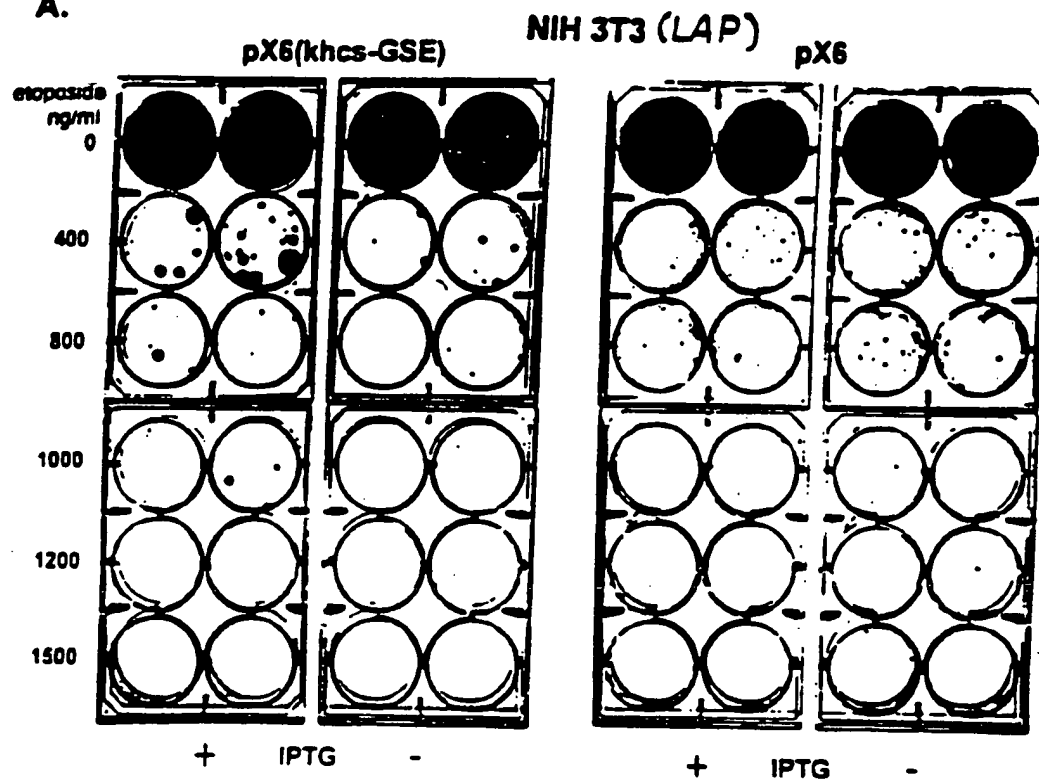 A.
NIH 3T3 (LAP)
pX6(khcs-GSE)
pX6
etoposide
ng/ml
0
400
800
1000
1200
1500
+ IPTG -
+ IPTG -